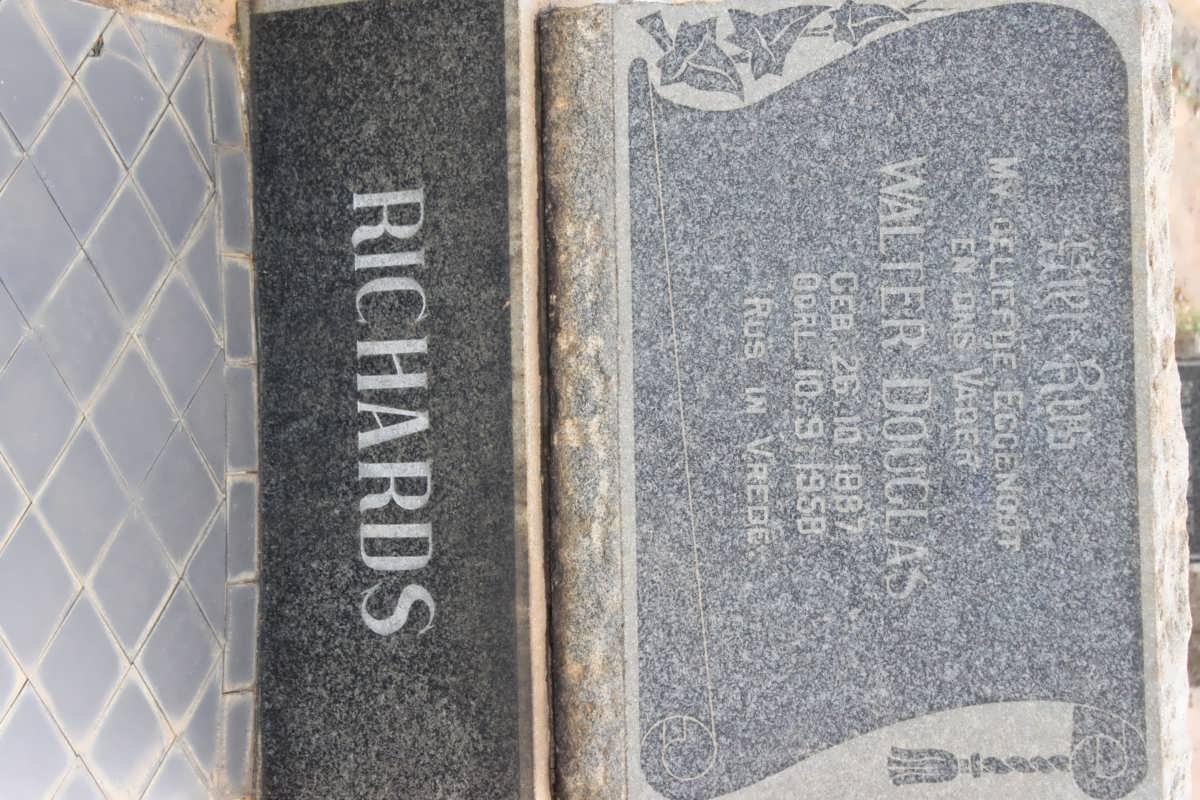 Hier Rus
MY GELIEFDE EGGENOOT
EN ONS VADER
WALTER DOUGLAS
GEB. 26.10.1887
OORL. 10.9.1958
RUS IN VREDE.
RICHARDS